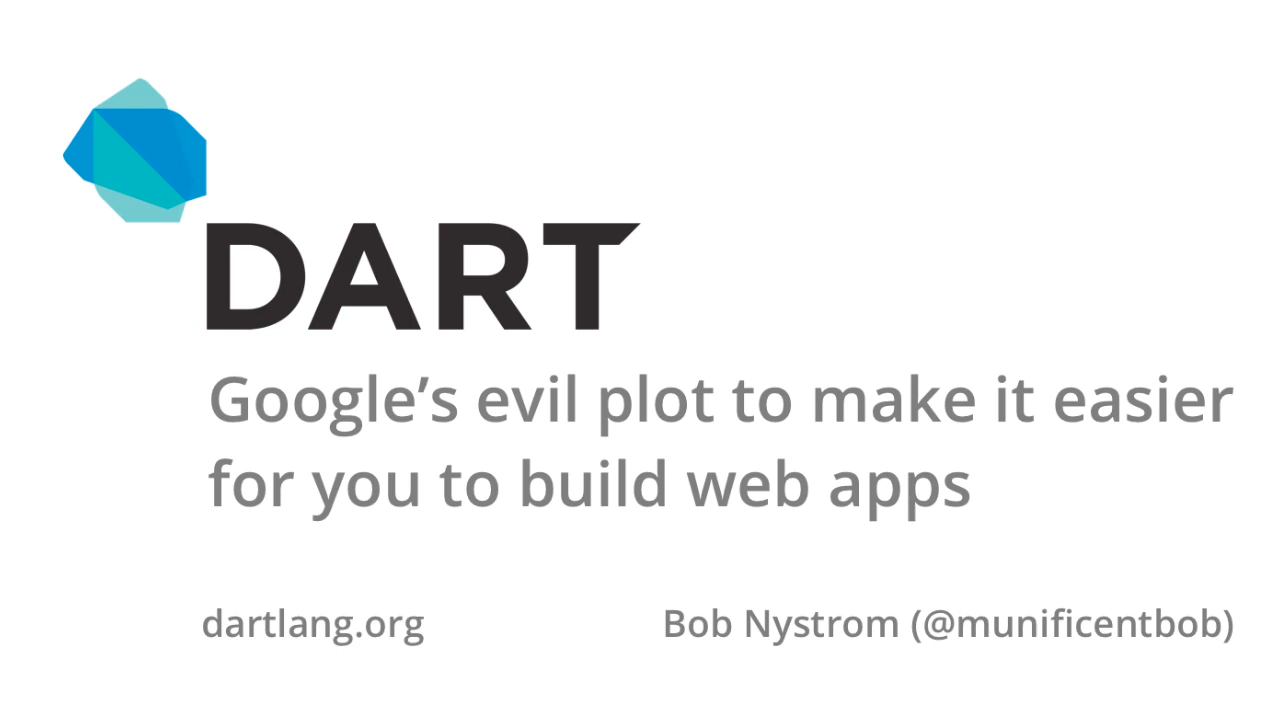 DART
Google’s evil plot to make it easier
for you to build web apps
dartlang.org
Bob Nystrom (@munificentbob)